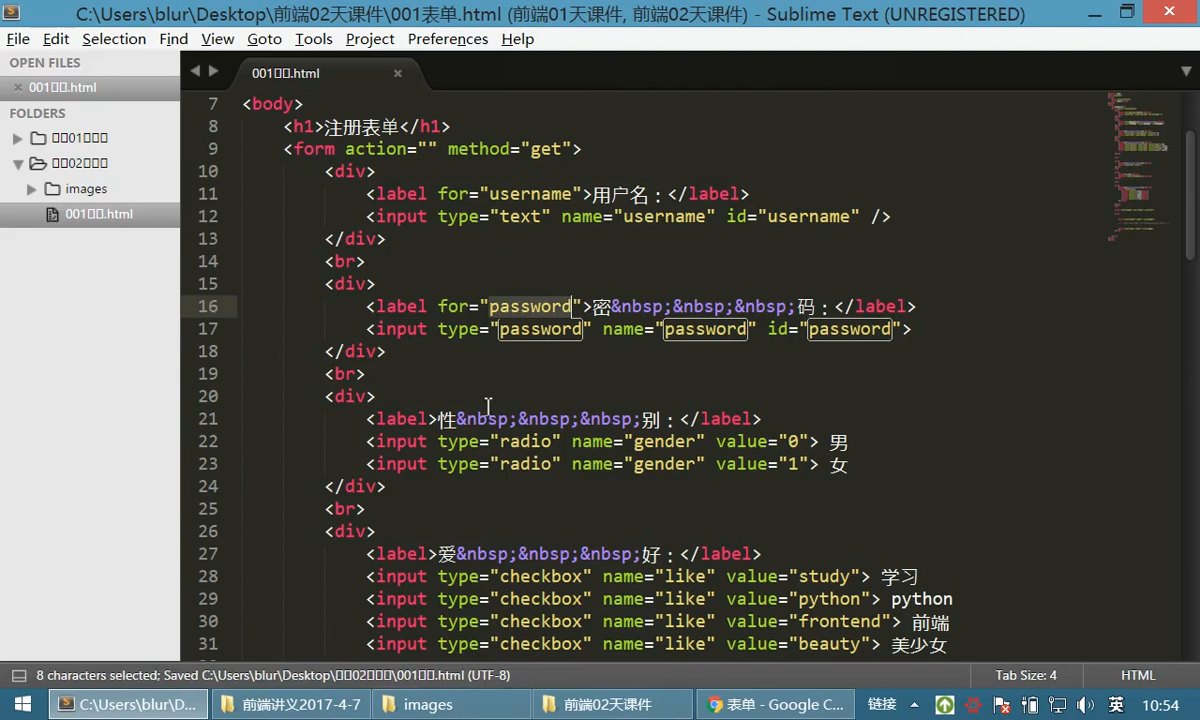 C:\Users\blur\Desktop\前端02天课件\001表单.html (前端01天课件, 前端02天课件) - Sublime Text (UNREGISTERED)
File Edit Selection Find View Goto Tools Project Preferences Help
OPEN FILES
001▯▯.html
FOLDERS
▯▯01▯▯▯
▯▯02▯▯▯
images
001▯▯.html
001▯▯.html
7 <body>
8 <h1>注册表单</h1>
9 <form action="" method="get">
10 <div>
11 <label for="username">用户名：</label>
12 <input type="text" name="username" id="username" />
13 </div>
14 <br>
15 <div>
16 <label for="password">密&nbsp;&nbsp;&nbsp;码：</label>
17 <input type="password" name="password" id="password">
18 </div>
19 <br>
20 <div>
21 <label>性&nbsp;&nbsp;&nbsp;别：</label>
22 <input type="radio" name="gender" value="0"> 男
23 <input type="radio" name="gender" value="1"> 女
24 </div>
25 <br>
26 <div>
27 <label>爱&nbsp;&nbsp;&nbsp;好：</label>
28 <input type="checkbox" name="like" value="study"> 学习
29 <input type="checkbox" name="like" value="python"> python
30 <input type="checkbox" name="like" value="frontend"> 前端
31 <input type="checkbox" name="like" value="beauty"> 美少女
8 characters selected; Saved C:\Users\blur\Desktop\▯▯02▯▯▯\001▯▯.html (UTF-8) Tab Size: 4 HTML
C:\Users\blur\D... 前端讲义2017-4-7 images 前端02天课件 表单 - Google C... 链接 英 10:54